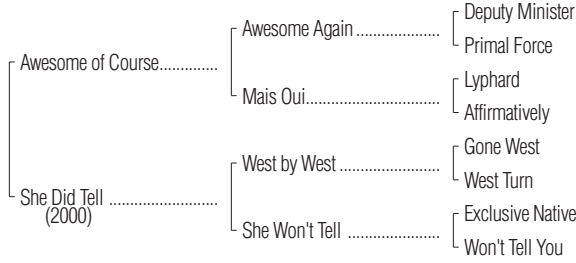 Deputy Minister
Awesome Again ..................
Primal Force
Awesome of Course..............
Lyphard
Mais Oui.............................
Affirmatively
Gone West
West by West .....................
West Turn
She Did Tell .......................
(2000)
Exclusive Native
She Won't Tell ....................
Won't Tell You